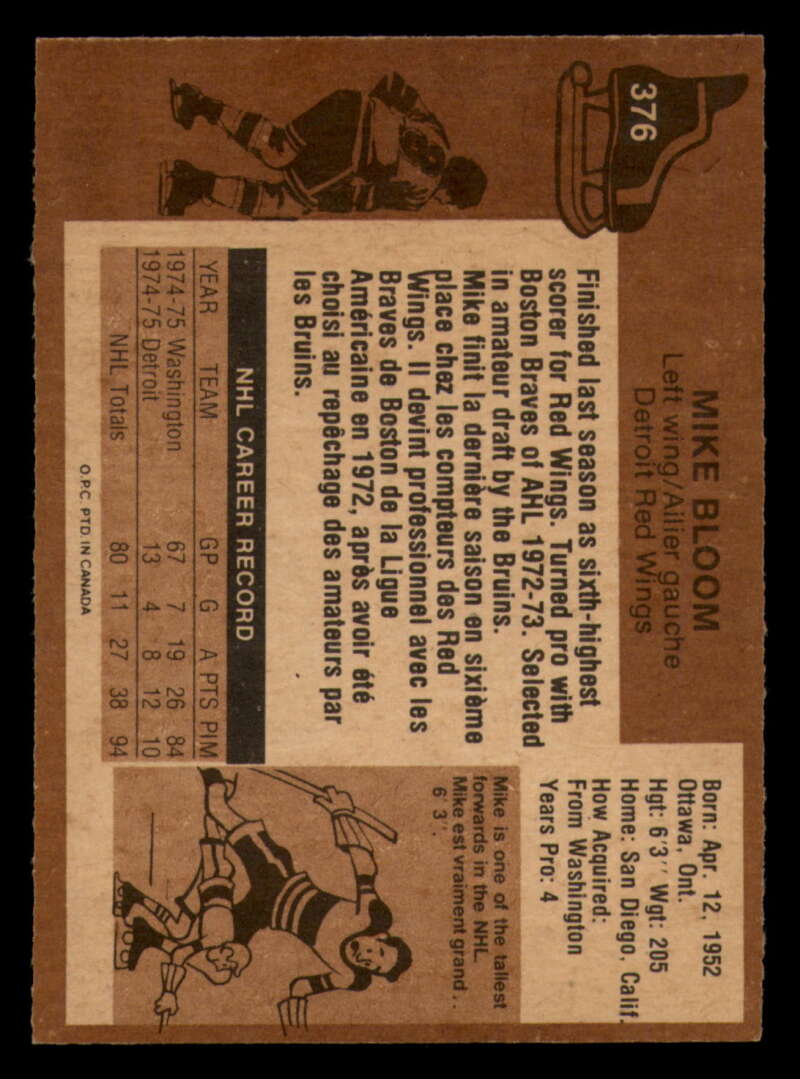 376
MIKE BLOOM
Left wing/Ailier gauche
Detroit Red Wings
Born: Apr. 12, 1952
Ottawa, Ont.
Hgt: 6'3'' Wgt: 205
Home: San Diego, Calif.
How Acquired:
From Washington
Years Pro: 4
Finished last season as sixth-highest
scorer for Red Wings. Turned pro with
Boston Braves of AHL 1972-73. Selected
in amateur draft by the Bruins.
Mike finit la dernière saison en sixième
place chez les compteurs des Red
Wings. Il devint professionnel avec les
Braves de Boston de la Ligue
Américaine en 1972, après avoir été
choisi au repêchage des amateurs par
les Bruins.
NHL CAREER RECORD
YEAR TEAM GP G A PTS PIM
1974-75 Washington 67 7 19 26 84
1974-75 Detroit 13 4 8 12 10
NHL Totals 80 11 27 38 94
Mike is one of the tallest
forwards in the NHL.
Mike est vraiment grand . .
6' 3''.
O.P.C. PTD. IN CANADA
8